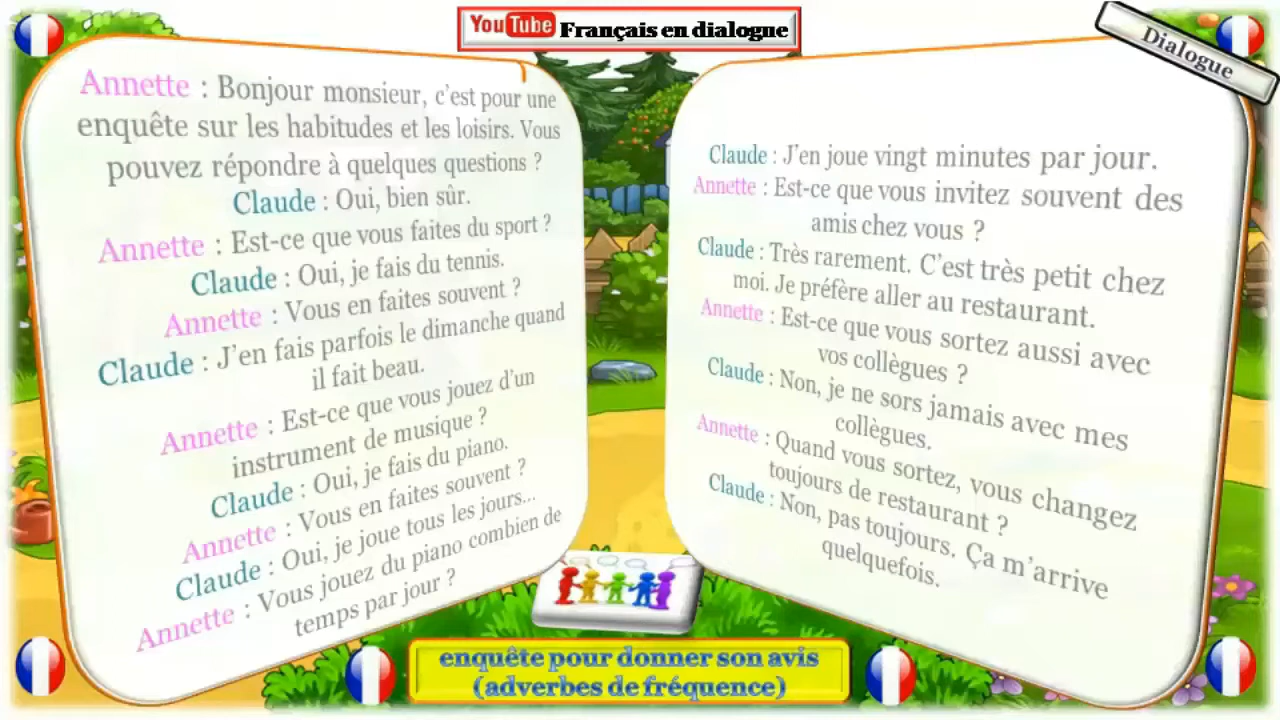 YouTube Français en dialogue
Dialogue
Annette : Bonjour monsieur, c’est pour une
enquête sur les habitudes et les loisirs. Vous
pouvez répondre à quelques questions ?
Claude : Oui, bien sûr.
Annette : Est-ce que vous faites du sport ?
Claude : Oui, je fais du tennis.
Annette : Vous en faites souvent ?
Claude : J’en fais parfois le dimanche quand
il fait beau.
Annette : Est-ce que vous jouez d’un
instrument de musique ?
Claude : Oui, je fais du piano.
Annette : Vous en faites souvent ?
Claude : Oui, je joue tous les jours...
Annette : Vous jouez du piano combien de
temps par jour ?
Claude : J’en joue vingt minutes par jour.
Annette : Est-ce que vous invitez souvent des
amis chez vous ?
Claude : Très rarement. C’est très petit chez
moi. Je préfère aller au restaurant.
Annette : Est-ce que vous sortez aussi avec
vos collègues ?
Claude : Non, je ne sors jamais avec mes
collègues.
Annette : Quand vous sortez, vous changez
toujours de restaurant ?
Claude : Non, pas toujours. Ça m’arrive
quelquefois.
enquête pour donner son avis
(adverbes de fréquence)